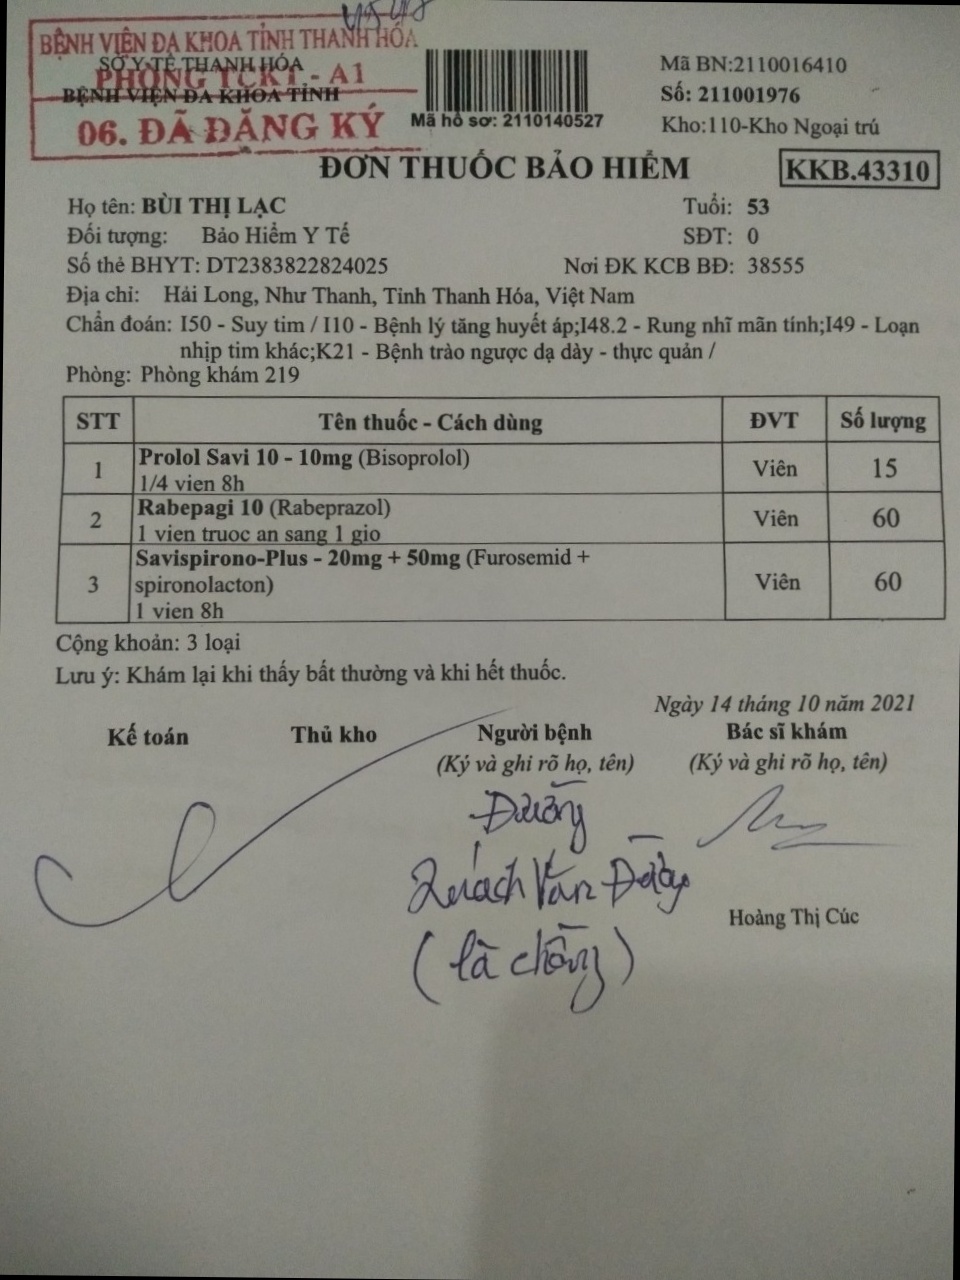 BỆNH VIỆN ĐA KHOA TỈNH THANH HÓA
SỞ Y TẾ THANH HÓA
PHÒNG TCKT - A1
BỆNH VIỆN ĐA KHOA TỈNH
06. ĐÃ ĐĂNG KÝ
Mã hồ sơ: 2110140527
Mã BN:2110016410
Số: 211001976
Kho:110-Kho Ngoại trú
ĐƠN THUỐC BẢO HIỂM
KKB.43310
Họ tên: BÙI THỊ LẠC Tuổi: 53
Đối tượng: Bảo Hiểm Y Tế SĐT: 0
Số thẻ BHYT: DT2383822824025 Nơi ĐK KCB BĐ: 38555
Địa chỉ: Hải Long, Như Thanh, Tỉnh Thanh Hóa, Việt Nam
Chẩn đoán: I50 - Suy tim / I10 - Bệnh lý tăng huyết áp;I48.2 - Rung nhĩ mãn tính;I49 - Loạn
nhịp tim khác;K21 - Bệnh trào ngược dạ dày - thực quản /
Phòng: Phòng khám 219
STT Tên thuốc - Cách dùng ĐVT Số lượng
1 Prolol Savi 10 - 10mg (Bisoprolol) Viên 15
1/4 vien 8h
2 Rabepagi 10 (Rabeprazol) Viên 60
1 vien truoc an sang 1 gio
3 Savispirono-Plus - 20mg + 50mg (Furosemid + Viên 60
spironolacton)
1 vien 8h
Cộng khoản: 3 loại
Lưu ý: Khám lại khi thấy bất thường và khi hết thuốc.
Ngày 14 tháng 10 năm 2021
Kế toán Thủ kho Người bệnh Bác sĩ khám
(Ký và ghi rõ họ, tên) (Ký và ghi rõ họ, tên)
Quách Văn
(là chồng)
Hoàng Thị Cúc